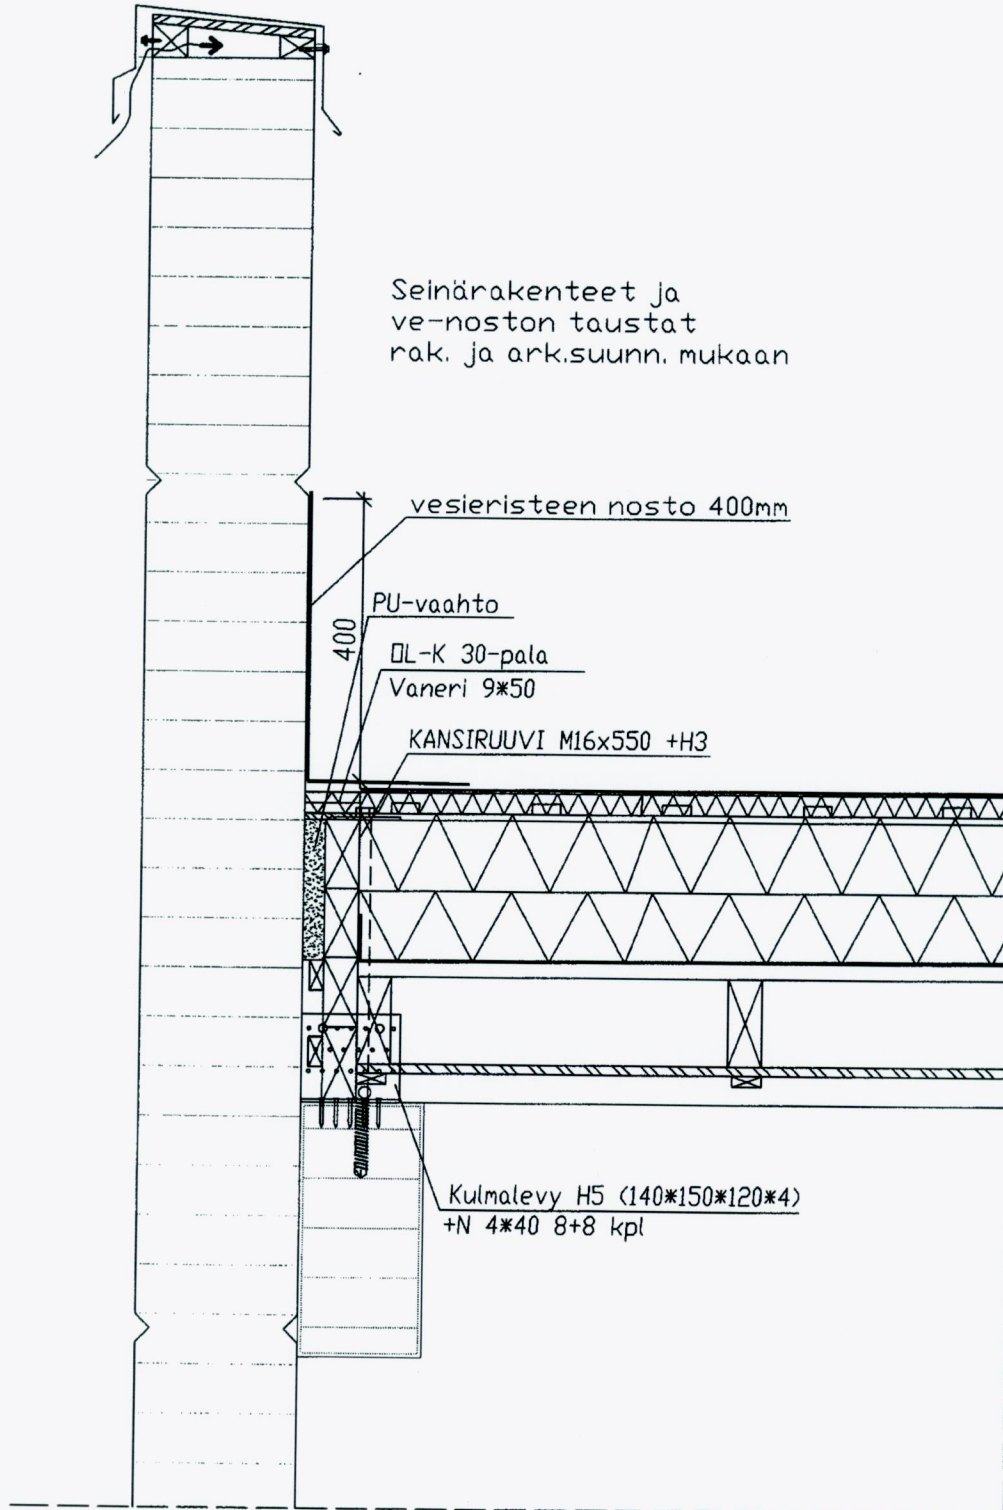 Seinärakenteet ja
ve-noston taustat
rak. ja ark.suunn. mukaan
vesieristeen nosto 400mm
PU-vaahto
400
OL-K 30-pala
Vaneri 9*50
KANSIRUUVI M16x550 +H3
Kulmalevy H5 (140*150*120*4)
+N 4*40 8+8 kpl